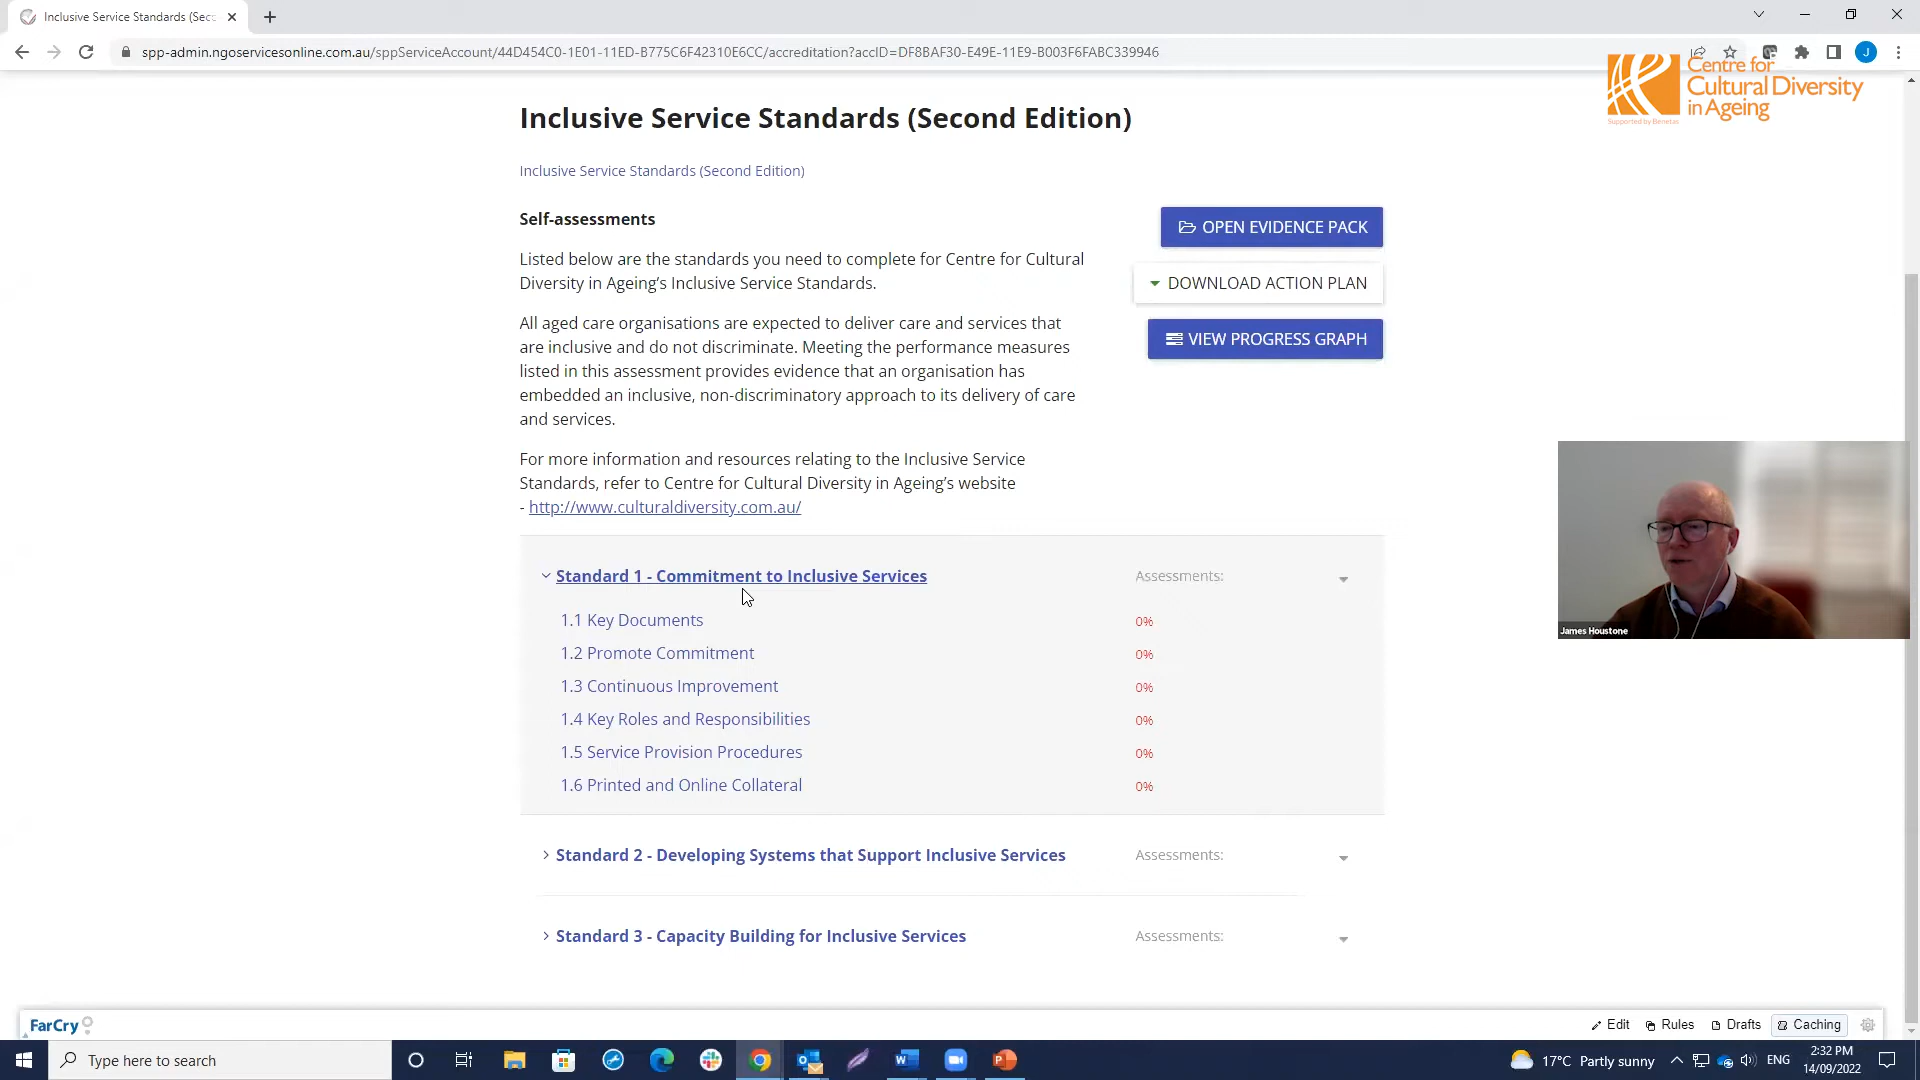 Inclusive Service Standards (Sec
spp-admin.ngoservicesonline.com.au/sppServiceAccount/44D454C0-1E01-11ED-B775C6F42310E6CC/accreditation?accID=DF8BAF30-E49E-11E9-B003F6FABC339946
J
Centre for
Cultural Diversity
in Ageing
Supported by Benetas
Inclusive Service Standards (Second Edition)
Inclusive Service Standards (Second Edition)
Self-assessments
OPEN EVIDENCE PACK
Listed below are the standards you need to complete for Centre for Cultural
Diversity in Ageing's Inclusive Service Standards.
DOWNLOAD ACTION PLAN
All aged care organisations are expected to deliver care and services that
are inclusive and do not discriminate. Meeting the performance measures
listed in this assessment provides evidence that an organisation has
embedded an inclusive, non-discriminatory approach to its delivery of care
and services.
VIEW PROGRESS GRAPH
For more information and resources relating to the Inclusive Service
Standards, refer to Centre for Cultural Diversity in Ageing's website
- http://www.culturaldiversity.com.au/
Standard 1 - Commitment to Inclusive Services Assessments:
1.1 Key Documents 0%
1.2 Promote Commitment 0%
1.3 Continuous Improvement 0%
1.4 Key Roles and Responsibilities 0%
1.5 Service Provision Procedures 0%
1.6 Printed and Online Collateral 0%
Standard 2 - Developing Systems that Support Inclusive Services Assessments:
Standard 3 - Capacity Building for Inclusive Services Assessments:
James Houstone
FarCry
Edit Rules Drafts Caching
Type here to search
17°C Partly sunny
ENG
2:32 PM
14/09/2022